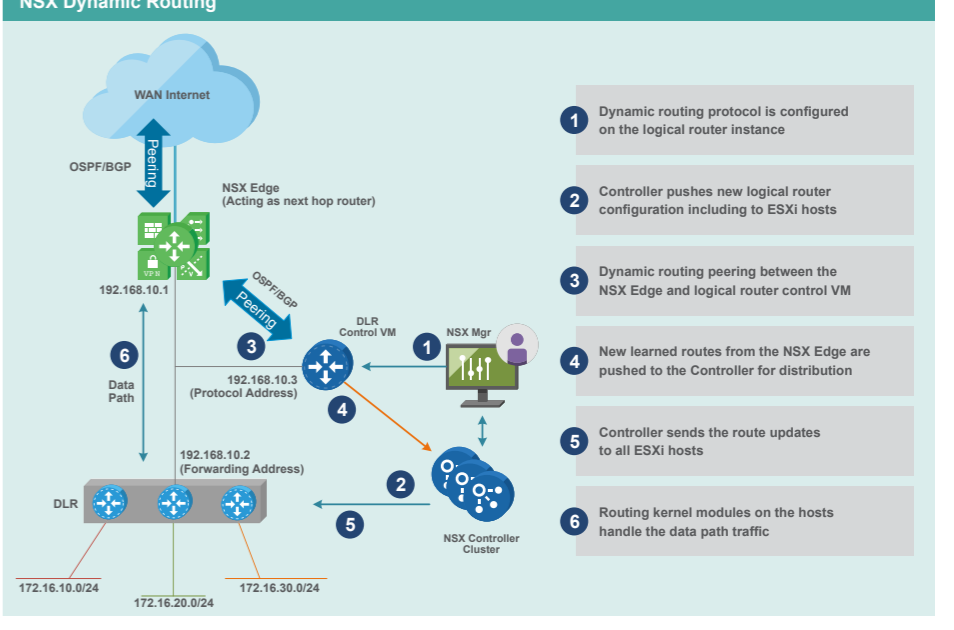 NSX Dynamic Routing
WAN Internet
Peering
OSPF/BGP
NSX Edge
(Acting as next hop router)
VPN
192.168.10.1
OSPF/BGP
Peering
3
DLR
Control VM
NSX Mgr
1
6
Data
Path
192.168.10.3
(Protocol Address)
4
192.168.10.2
(Forwarding Address)
2
DLR
5
NSX Controller
Cluster
172.16.10.0/24
172.16.20.0/24
172.16.30.0/24
1
Dynamic routing protocol is configured
on the logical router instance
2
Controller pushes new logical router
configuration including to ESXi hosts
3
Dynamic routing peering between the
NSX Edge and logical router control VM
4
New learned routes from the NSX Edge are
pushed to the Controller for distribution
5
Controller sends the route updates
to all ESXi hosts
6
Routing kernel modules on the hosts
handle the data path traffic